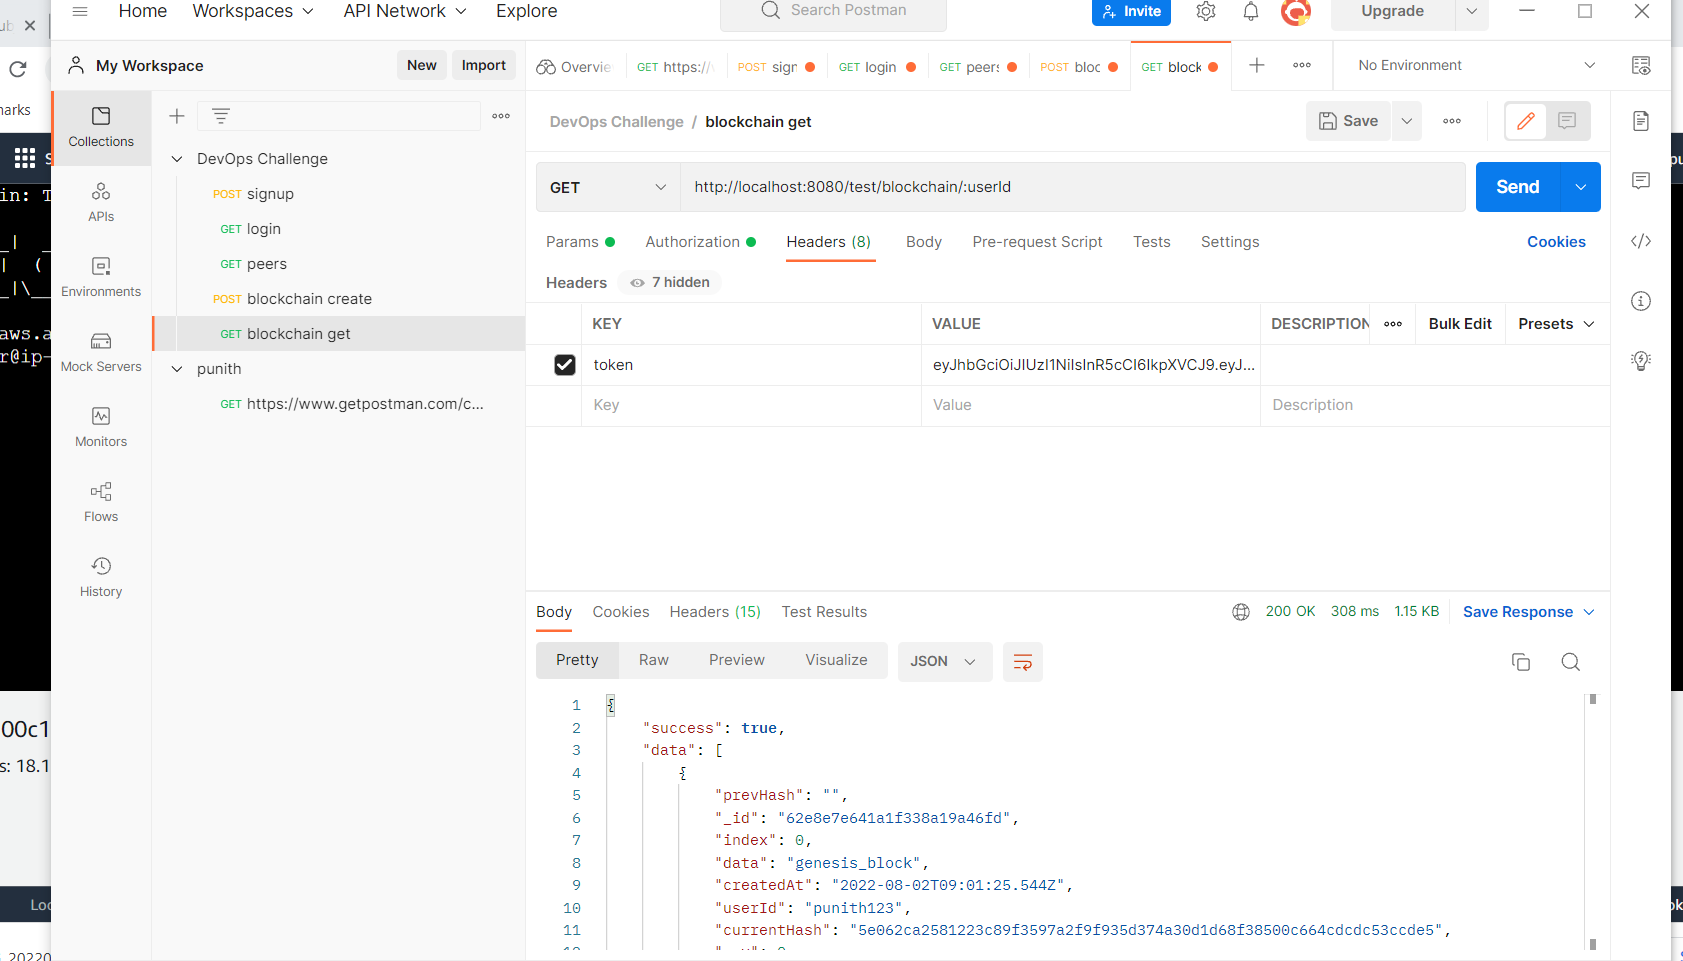 Home Workspaces API Network Explore Search Postman Invite Upgrade
My Workspace New Import
Overvie GET https:// POST sign GET login GET peers POST bloc GET block No Environment
arks
Collections
DevOps Challenge / blockchain get Save
DevOps Challenge
in: T
POST signup
GET http://localhost:8080/test/blockchain/:userId Send
APIs
GET login
Params Authorization Headers (8) Body Pre-request Script Tests Settings Cookies
GET peers
Environments
Headers 7 hidden
POST blockchain create
KEY VALUE DESCRIPTION Bulk Edit Presets
GET blockchain get
aws.a
r@ip-
Mock Servers
punith
token eyJhbGciOiJIUzI1NiIsInR5cCI6IkpXVCJ9.eyJ...
GET https://www.getpostman.com/c...
Key Value Description
Monitors
Flows
History
Body Cookies Headers (15) Test Results 200 OK 308 ms 1.15 KB Save Response
Pretty Raw Preview Visualize JSON
1 {
2 "success": true,
3 "data": [
4 {
5 "prevHash": "",
6 "_id": "62e8e7e641a1f338a19a46fd",
7 "index": 0,
8 "data": "genesis_block",
9 "createdAt": "2022-08-02T09:01:25.544Z",
10 "userId": "punith123",
11 "currentHash": "5e062ca2581223c89f3597a2f9f935d374a30d1d68f38500c664cdcdc53ccde5",
00c1
s: 18.1
Loc
20220